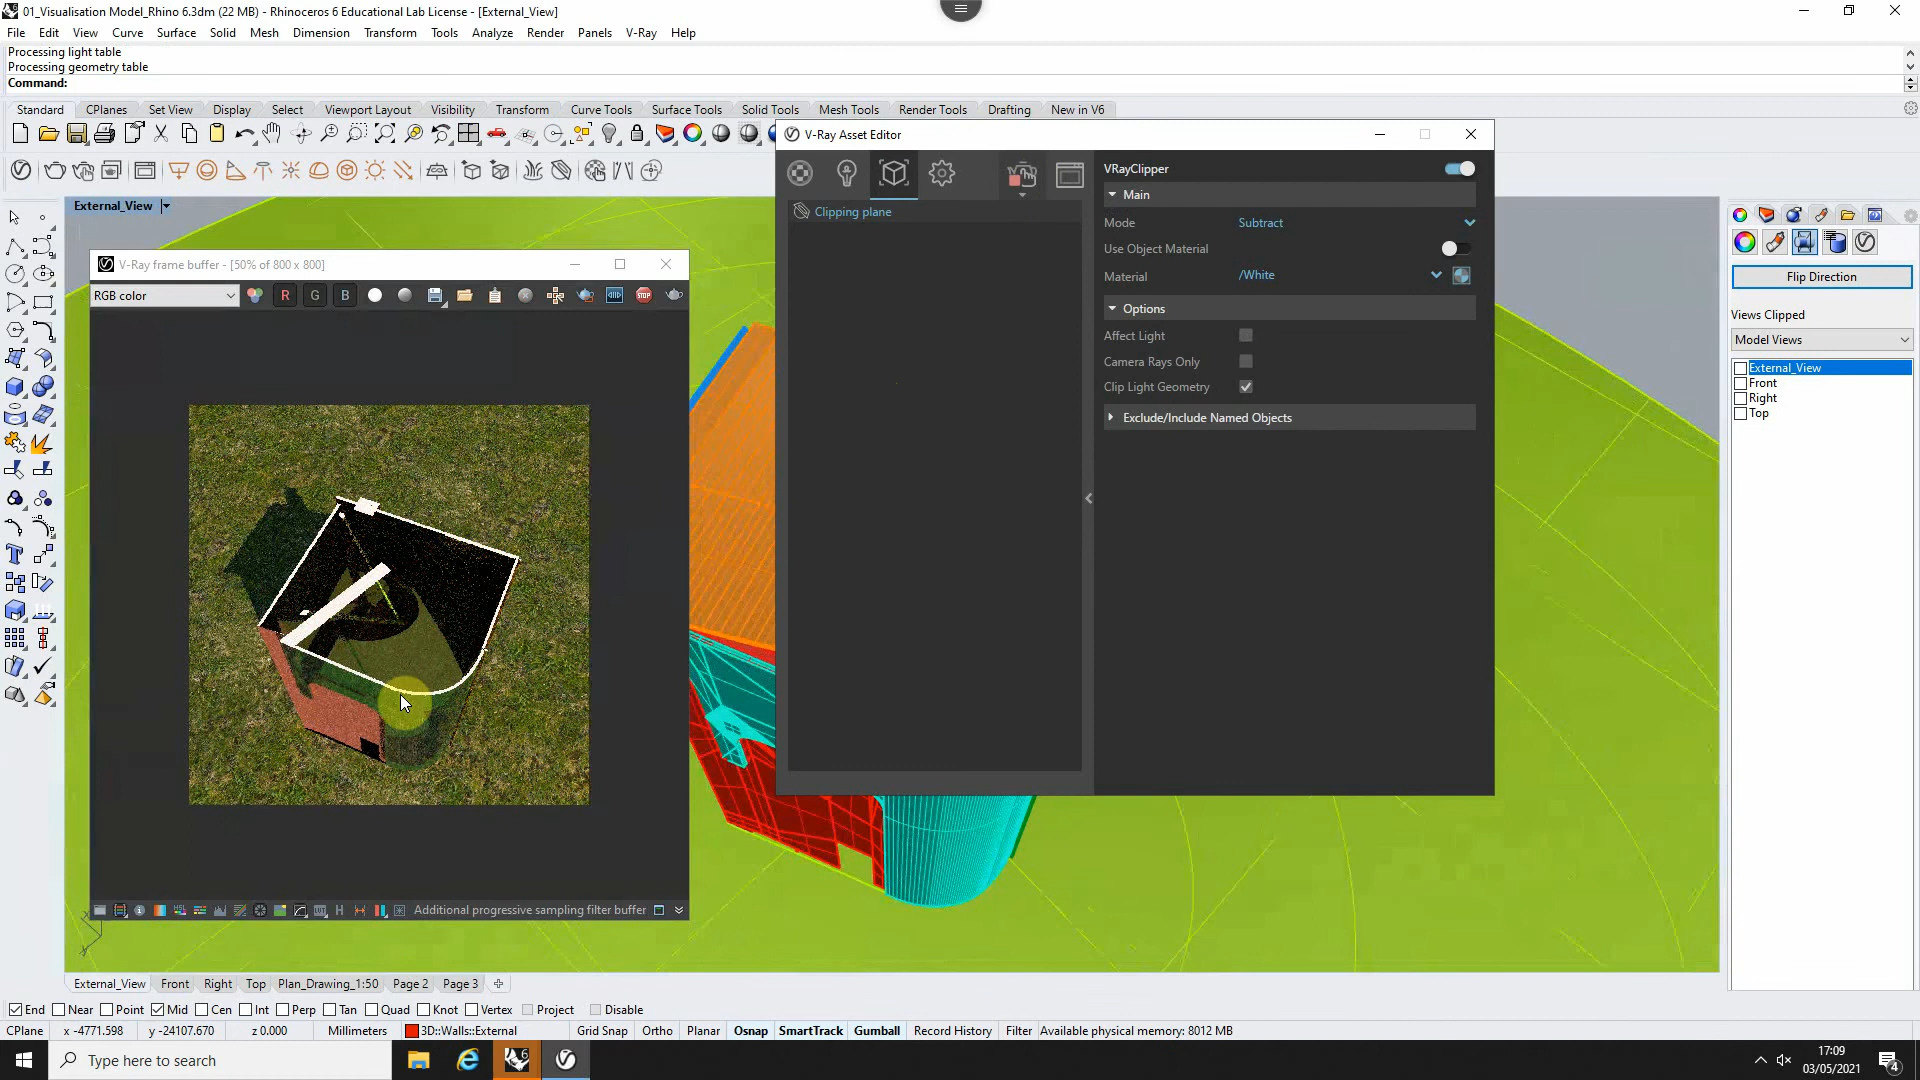 01_Visualisation Model_Rhino 6.3dm (22 MB) - Rhinoceros 6 Educational Lab License - [External_View]
File Edit View Curve Surface Solid Mesh Dimension Transform Tools Analyze Render Panels V-Ray Help
Processing light table
Processing geometry table
Command:
Standard CPlanes Set View Display Select Viewport Layout Visibility Transform Curve Tools Surface Tools Solid Tools Mesh Tools Render Tools Drafting New in V6
V-Ray Asset Editor
VRayClipper
Main
Mode Subtract
Use Object Material
Material /White
Options
Affect Light
Camera Rays Only
Clip Light Geometry
Exclude/Include Named Objects
Clipping plane
External_View
V-Ray frame buffer - [50% of 800 x 800]
RGB color R G B
STOP
H Additional progressive sampling filter buffer
Flip Direction
Views Clipped
Model Views
External_View
Front
Right
Top
External_View Front Right Top Plan_Drawing_1:50 Page 2 Page 3
End Near Point Mid Cen Int Perp Tan Quad Knot Vertex Project Disable
CPlane x -4771.598 y -24107.670 z 0.000 Millimeters 3D::Walls::External Grid Snap Ortho Planar Osnap SmartTrack Gumball Record History Filter Available physical memory: 8012 MB
Type here to search
17:09
03/05/2021
4